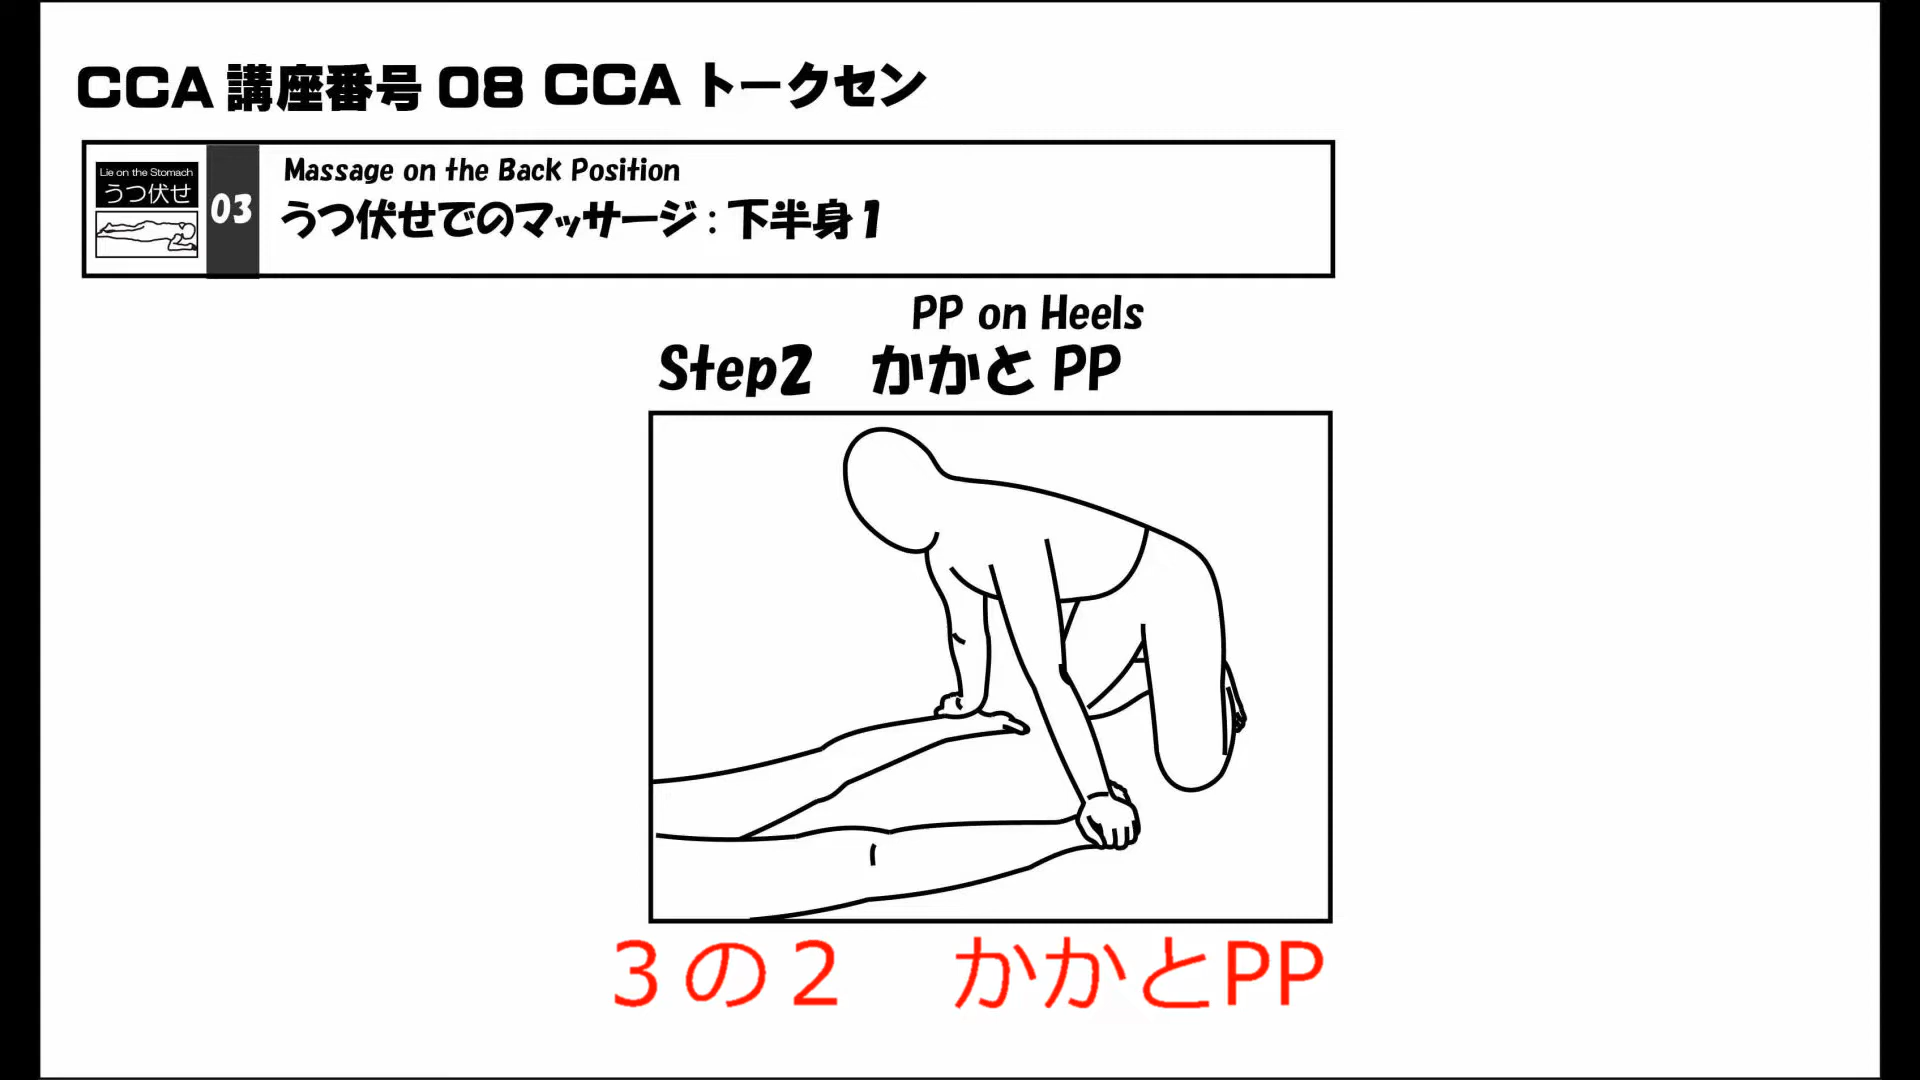 CCA 講座番号 08 CCA トークセン
Lie on the Stomach
うつ伏せ
03
Massage on the Back Position
うつ伏せでのマッサージ : 下半身 1
PP on Heels
Step2 かかと PP
３の２ かかとPP